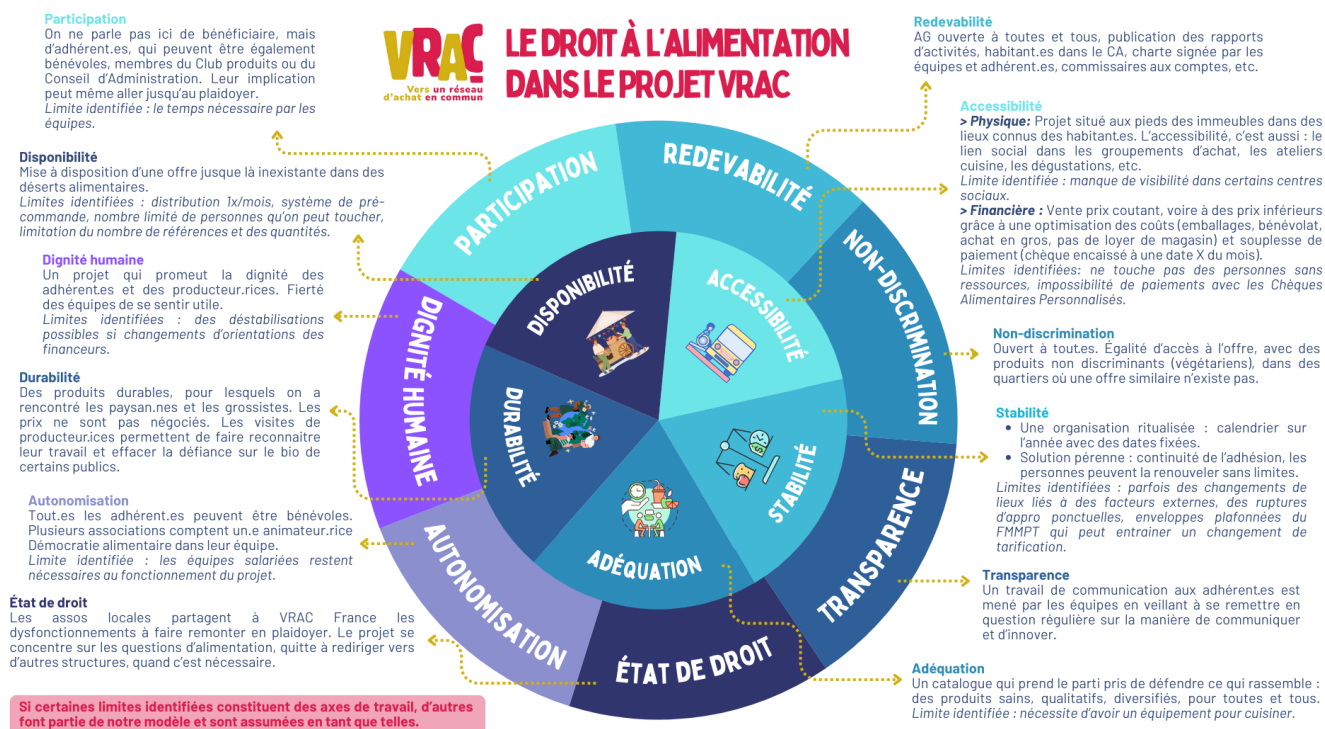 VRAC
Vers un réseau
d'achat en commun
LE DROIT À L'ALIMENTATION
DANS LE PROJET VRAC
Participation
On ne parle pas ici de bénéficiaire, mais
d'adhérent.es, qui peuvent être également
bénévoles, membres du Club produits ou du
Conseil d'Administration. Leur implication
peut même aller jusqu'au plaidoyer.
Limite identifiée : le temps nécessaire par les
équipes.
Disponibilité
Mise à disposition d'une offre jusque là inexistante dans des
déserts alimentaires.
Limites identifiées : distribution 1x/mois, système de pré-
commande, nombre limité de personnes qu'on peut toucher,
limitation du nombre de références et des quantités.
Dignité humaine
Un projet qui promeut la dignité des
adhérent.es et des producteur.rices. Fierté
des équipes de se sentir utile.
Limites identifiées : des déstabilisations
possibles si changements d'orientations des
financeurs.
Durabilité
Des produits durables, pour lesquels on a
rencontré les paysan.nes et les grossistes. Les
prix ne sont pas négociés. Les visites de
producteur.ices permettent de faire reconnaitre
leur travail et effacer la défiance sur le bio de
certains publics.
Autonomisation
Tout.es les adhérent.es peuvent être bénévoles.
Plusieurs associations comptent un.e animateur.rice
Démocratie alimentaire dans leur équipe.
Limite identifiée : les équipes salariées restent
nécessaires au fonctionnement du projet.
État de droit
Les assos locales partagent à VRAC France les
dysfonctionnements à faire remonter en plaidoyer. Le projet se
concentre sur les questions d'alimentation, quitte à rediriger vers
d'autres structures, quand c'est nécessaire.
Si certaines limites identifiées constituent des axes de travail, d'autres
font partie de notre modèle et sont assumées en tant que telles.
PARTICIPATION
REDEVABILITÉ
NON-DISCRIMINATION
TRANSPARENCE
ÉTAT DE DROIT
AUTONOMISATION
DIGNITÉ HUMAINE
DISPONIBILITÉ
ACCESSIBILITÉ
STABILITÉ
ADÉQUATION
DURABILITÉ
Redevabilité
AG ouverte à toutes et tous, publication des rapports
d'activités, habitant.es dans le CA, charte signée par les
équipes et adhérent.es, commissaires aux comptes, etc.
Accessibilité
> Physique: Projet situé aux pieds des immeubles dans des
lieux connus des habitant.es. L'accessibilité, c'est aussi : le
lien social dans les groupements d'achat, les ateliers
cuisine, les dégustations, etc.
Limite identifiée : manque de visibilité dans certains centres
sociaux.
> Financière : Vente prix coutant, voire à des prix inférieurs
grâce à une optimisation des coûts (emballages, bénévolat,
achat en gros, pas de loyer de magasin) et souplesse de
paiement (chèque encaissé à une date X du mois).
Limites identifiées: ne touche pas des personnes sans
ressources, impossibilité de paiements avec les Chèques
Alimentaires Personnalisés.
Non-discrimination
Ouvert à toutes. Égalité d'accès à l'offre, avec des
produits non discriminants (végétariens), dans des
quartiers où une offre similaire n'existe pas.
Stabilité
• Une organisation ritualisée : calendrier sur
l'année avec des dates fixées.
• Solution pérenne : continuité de l'adhésion, les
personnes peuvent la renouveler sans limites.
Limites identifiées : parfois des changements de
lieux liés à des facteurs externes, des ruptures
d'appro ponctuelles, enveloppes plafonnées du
FMMPT qui peut entrainer un changement de
tarification.
Transparence
Un travail de communication aux adhérent.es est
mené par les équipes en veillant à se remettre en
question régulière sur la manière de communiquer
et d'innover.
Adéquation
Un catalogue qui prend le parti pris de défendre ce qui rassemble :
des produits sains, qualitatifs, diversifiés, pour toutes et tous.
Limite identifiée : nécessite d'avoir un équipement pour cuisiner.